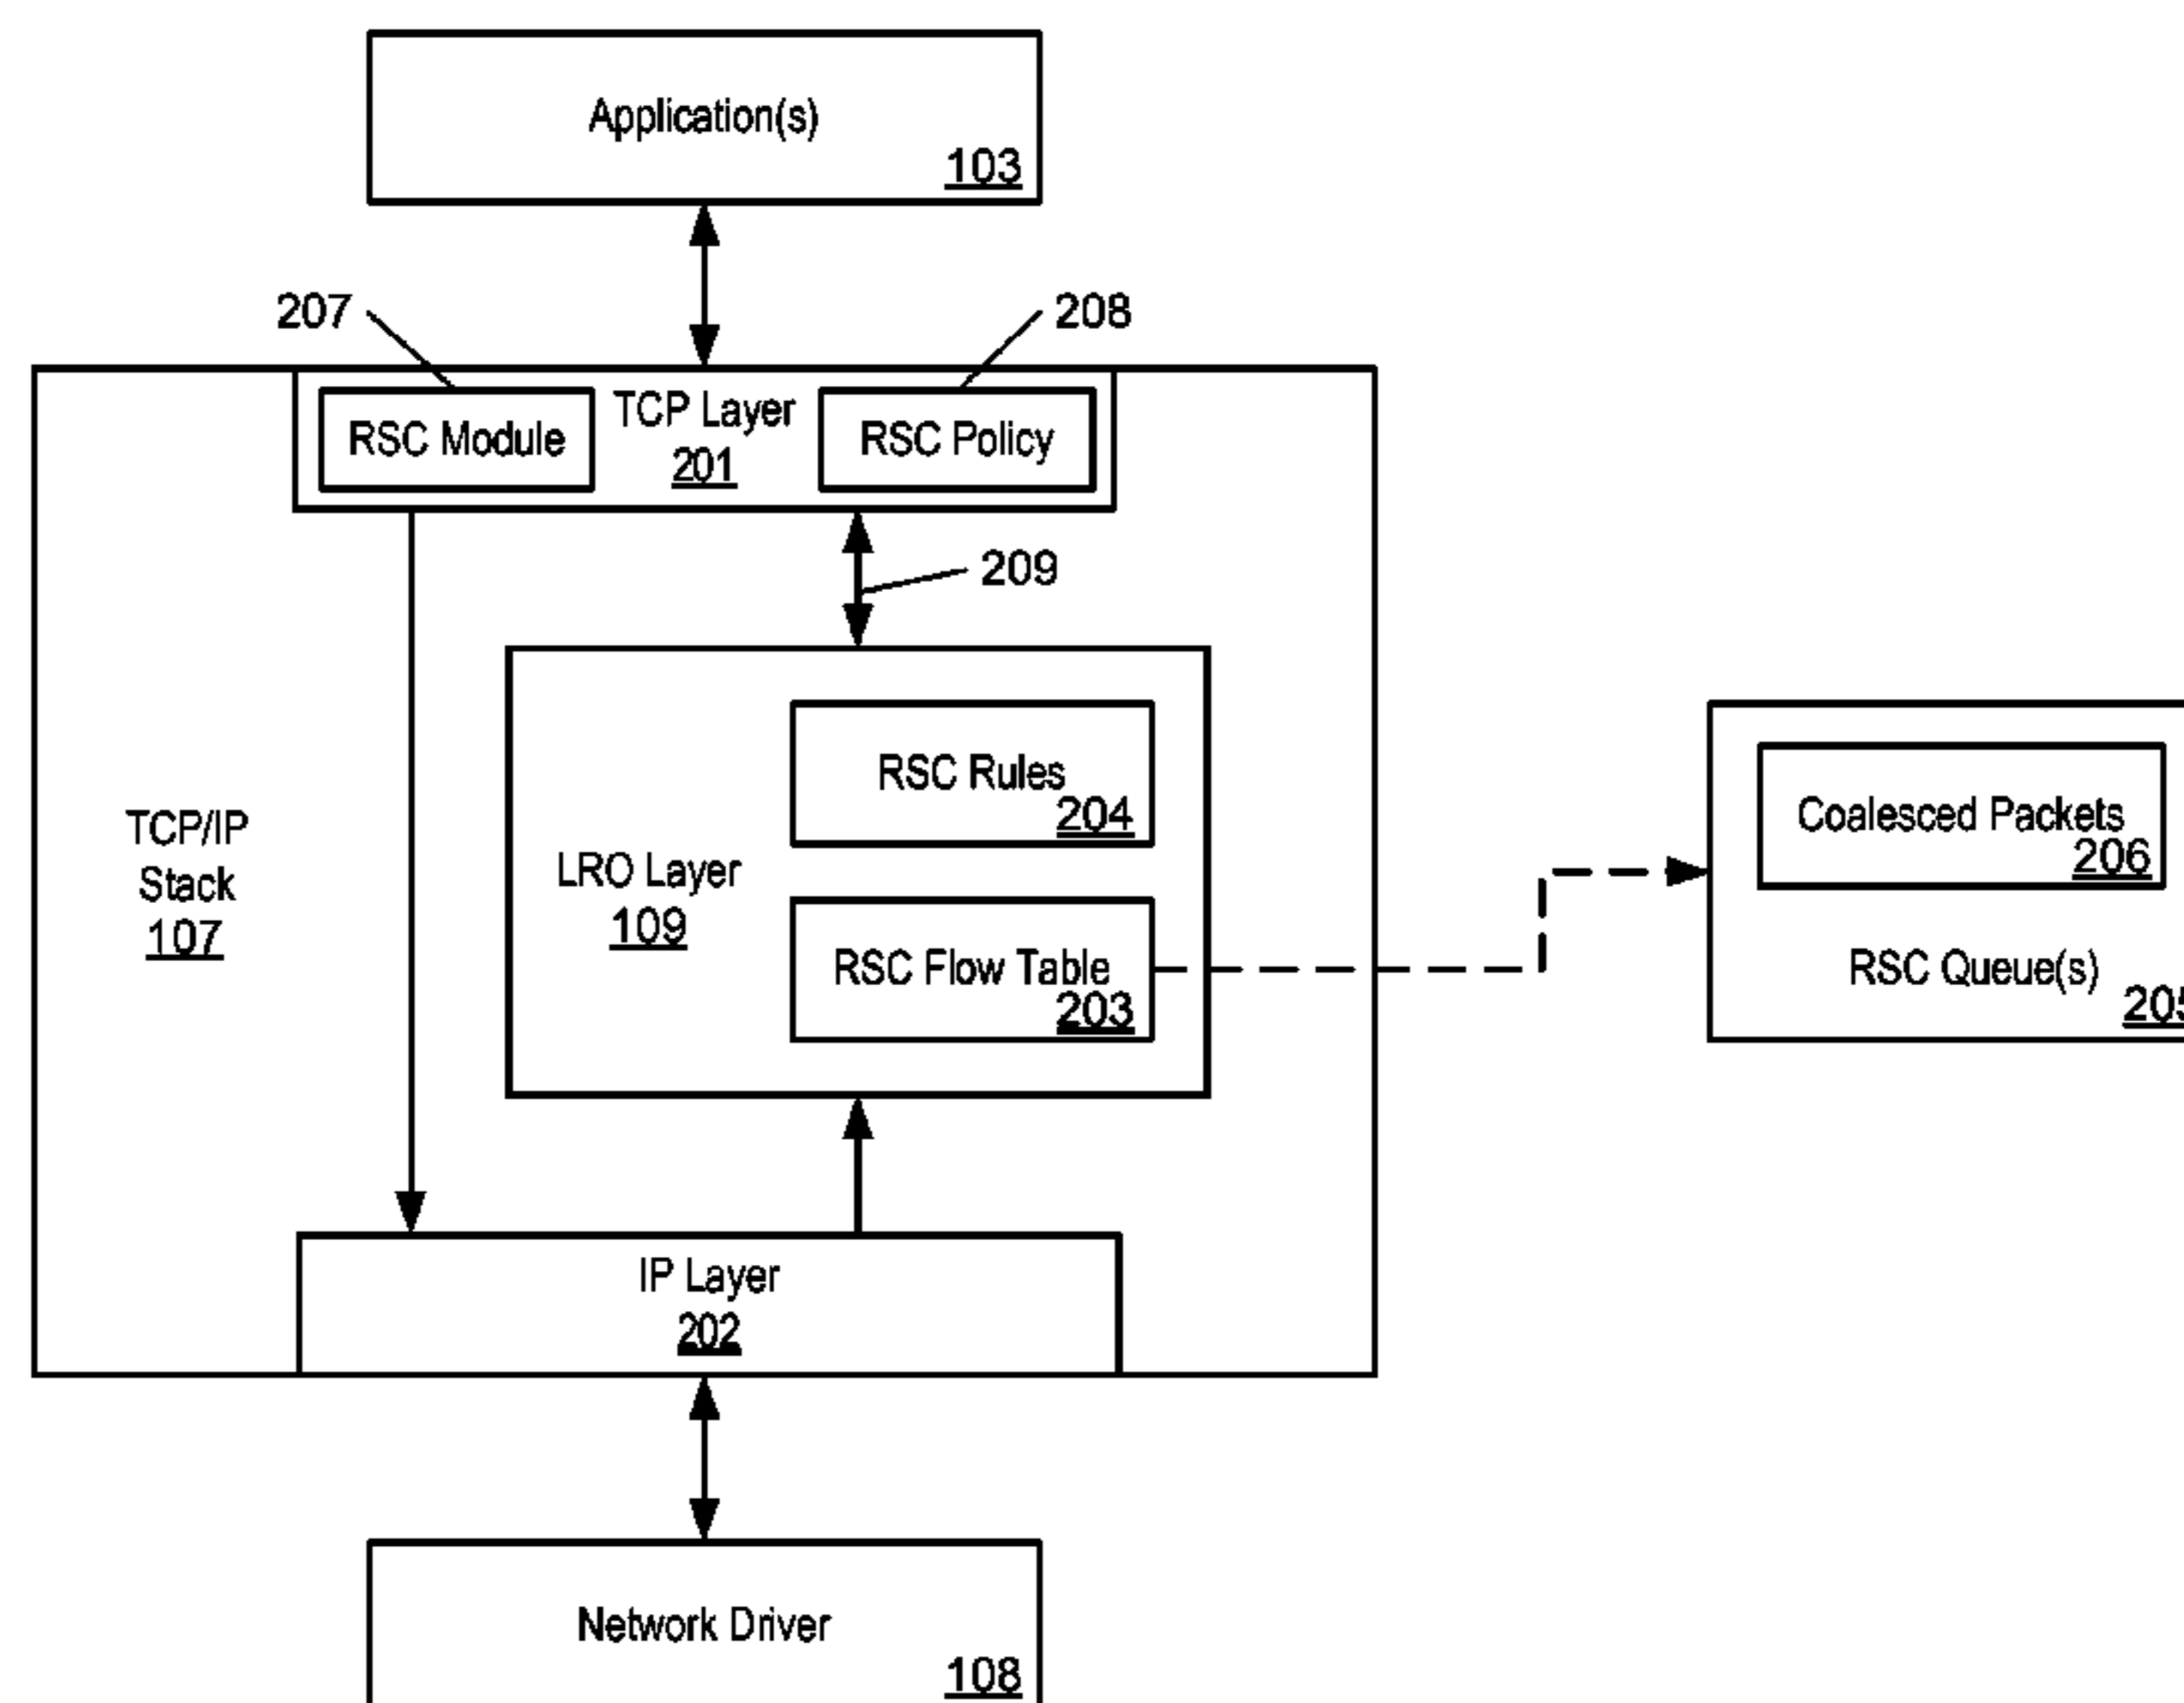 Application(s)
103
207
208
RSC Module
TCP Layer
201
RSC Policy
209
RSC Rules
204
TCP/IP
Stack
107
LRO Layer
109
RSC Flow Table
203
Coalesced Packets
206
RSC Queue(s)
205
IP Layer
202
Network Driver
108